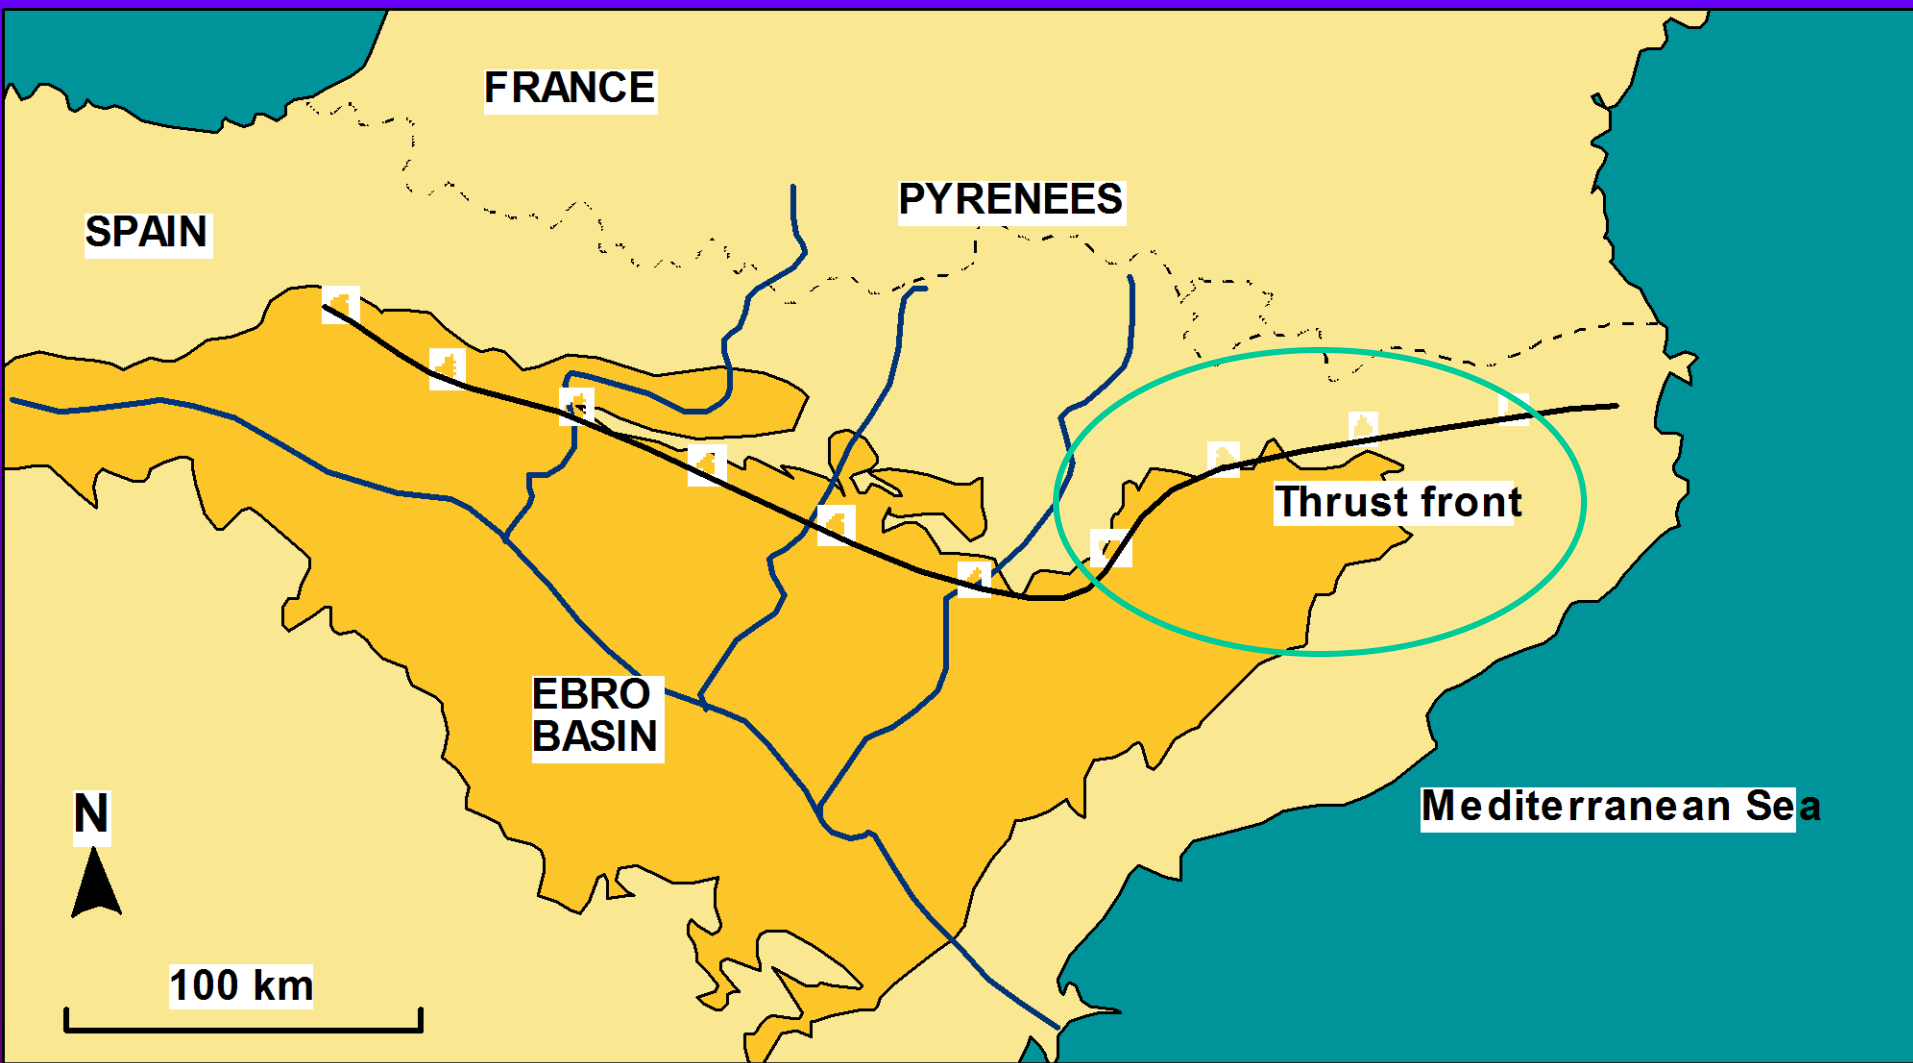 FRANCE
PYRENEES
SPAIN
Thrust front
EBRO
BASIN
N
Mediterranean Sea
100 km